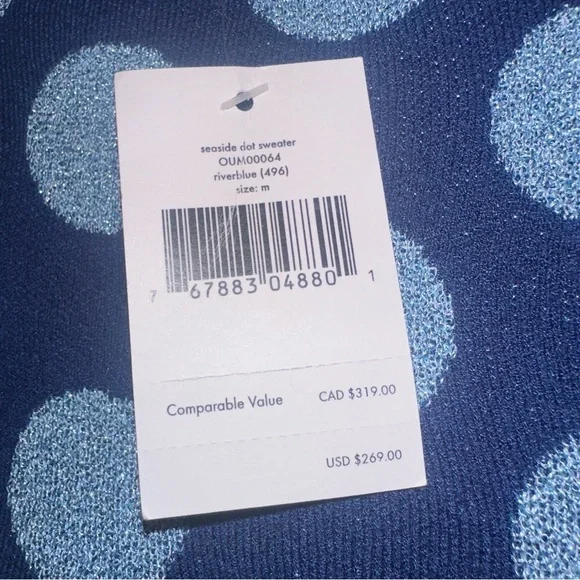 seaside dot sweater
OUM00064
riverblue (496)
size: m
7 67883 04880 1
Comparable Value CAD $319.00
USD $269.00